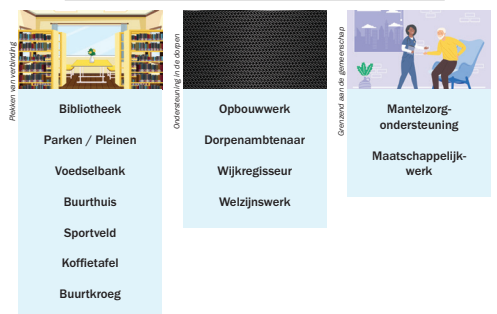 Plekken van verbinding
Bibliotheek
Parken / Pleinen
Voedselbank
Buurthuis
Sportveld
Koffietafel
Buurtkroeg
Ondersteuning in de dorpen
Opbouwwerk
Dorpenambtenaar
Wijkregisseur
Welzijnswerk
Grenzend aan de gemeenschap
Mantelzorg-
ondersteuning
Maatschappelijk-
werk